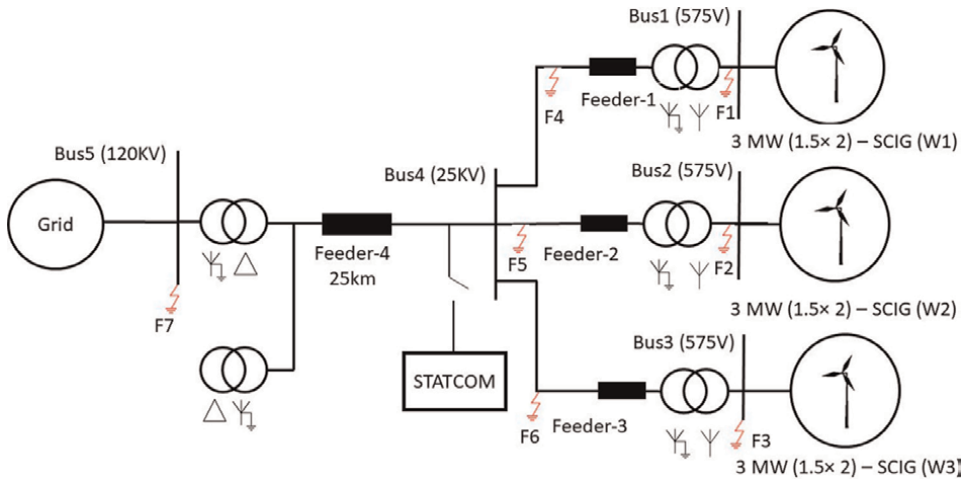 Bus1 (575V)
Feeder-1
F4
F1
3 MW (1.5× 2) – SCIG (W1)
Bus5 (120KV)
Grid
F7
Feeder-4
25km
Bus4 (25KV)
STATCOM
Bus2 (575V)
F5
Feeder-2
F2
3 MW (1.5× 2) – SCIG (W2)
Bus3 (575V)
F6
Feeder-3
F3
3 MW (1.5× 2) – SCIG (W3)